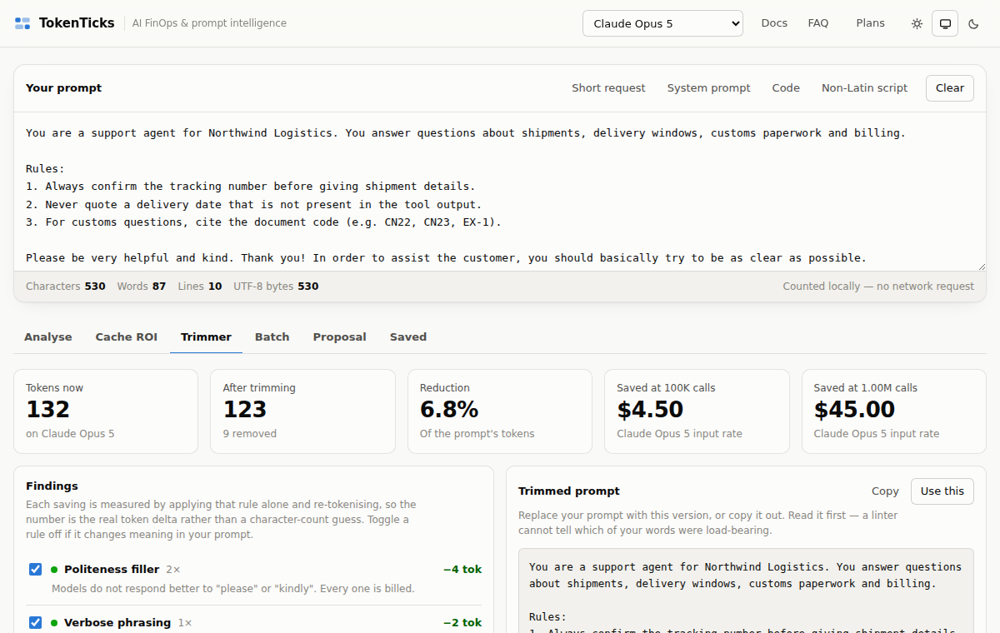 TokenTicks
AI FinOps & prompt intelligence
Claude Opus 5
Docs
FAQ
Plans
Your prompt
Short request
System prompt
Code
Non-Latin script
Clear
You are a support agent for Northwind Logistics. You answer questions about shipments, delivery windows, customs paperwork and billing.
Rules:
1. Always confirm the tracking number before giving shipment details.
2. Never quote a delivery date that is not present in the tool output.
3. For customs questions, cite the document code (e.g. CN22, CN23, EX-1).
Please be very helpful and kind. Thank you! In order to assist the customer, you should basically try to be as clear as possible.
Characters 530 Words 87 Lines 10 UTF-8 bytes 530
Counted locally — no network request
Analyse
Cache ROI
Trimmer
Batch
Proposal
Saved
Tokens now
132
on Claude Opus 5
After trimming
123
9 removed
Reduction
6.8%
Of the prompt's tokens
Saved at 100K calls
$4.50
Claude Opus 5 input rate
Saved at 1.00M calls
$45.00
Claude Opus 5 input rate
Findings
Each saving is measured by applying that rule alone and re-tokenising, so the
number is the real token delta rather than a character-count guess. Toggle a
rule off if it changes meaning in your prompt.
Politeness filler 2×
−4 tok
Models do not respond better to "please" or "kindly". Every one is billed.
Verbose phrasing 1×
−2 tok
Trimmed prompt
Copy
Use this
Replace your prompt with this version, or copy it out. Read it first — a linter
cannot tell which of your words were load-bearing.
You are a support agent for Northwind Logistics. You answer questions
about shipments, delivery windows, customs paperwork and billing.
Rules:
1. Always confirm the tracking number before giving shipment details.